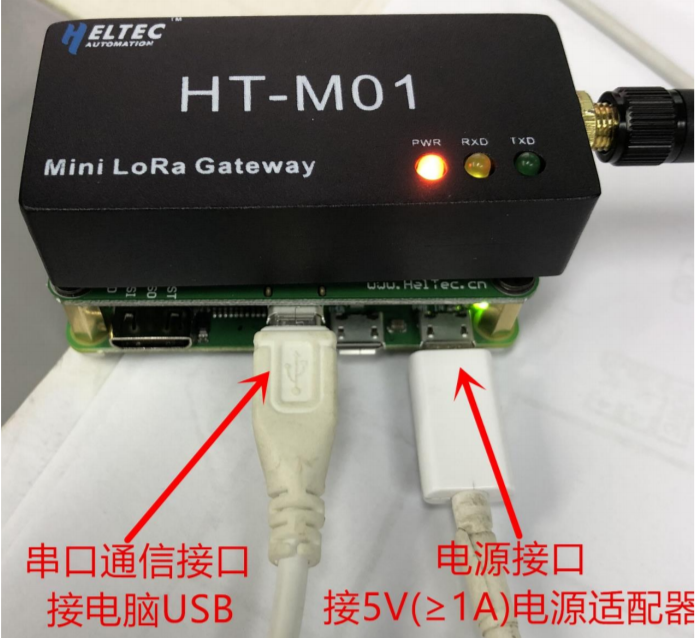 HELTEC
AUTOMATION
TM
HT-M01
PWR RXD TXD
Mini LoRa Gateway
www.HelTec.cn
串口通信接口
接电脑USB
电源接口
接5V(≥1A)电源适配器